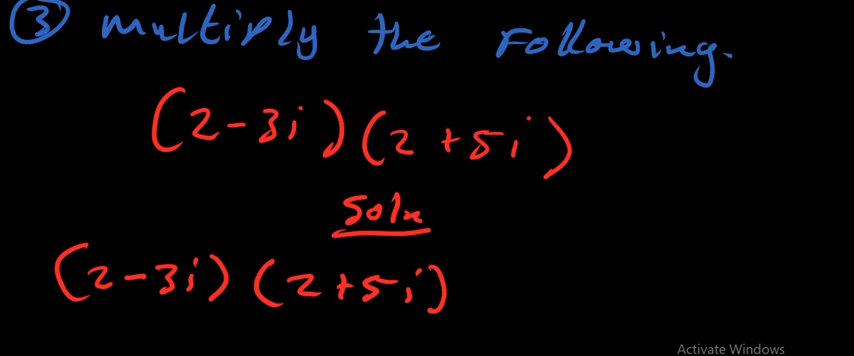 ③ Multiply the Following.
(2-3i)(2+5i)
Soln
(2-3i)(2+5i)
Activate Windows